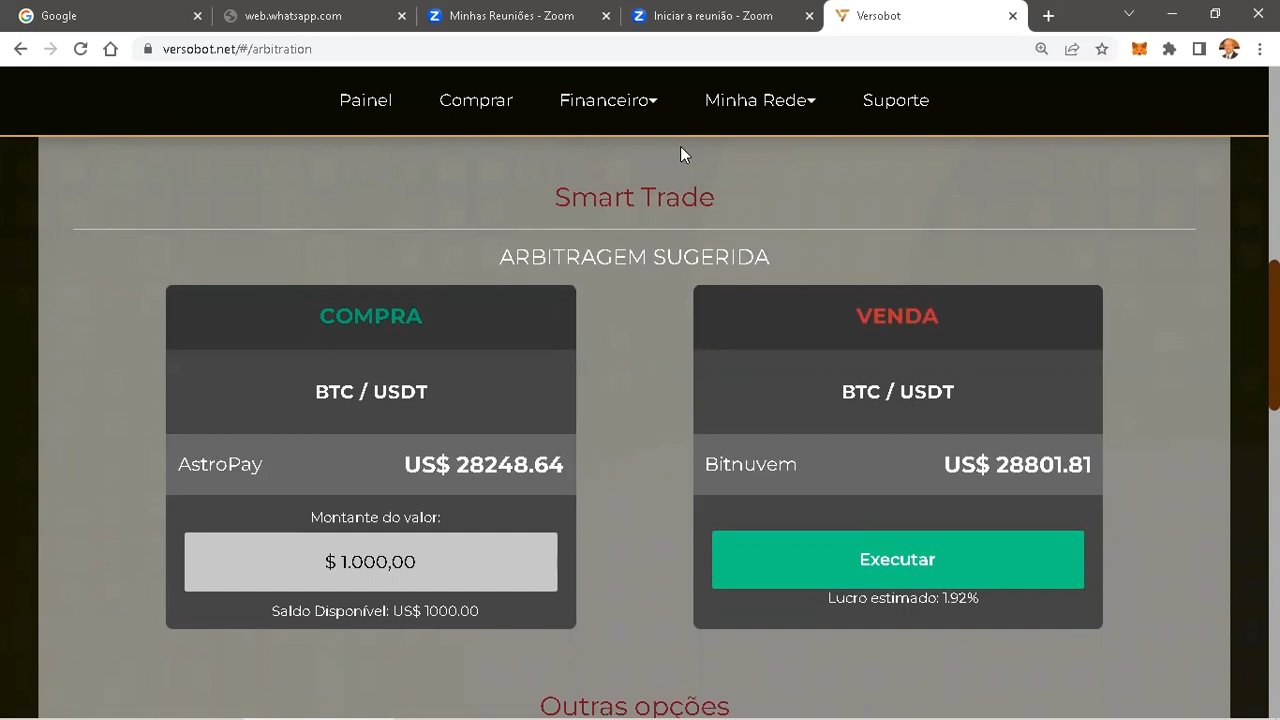 Google
web.whatsapp.com
Minhas Reuniões - Zoom
Iniciar a reunião - Zoom
Versobot
versobot.net/#/arbitration
Painel
Comprar
Financeiro
Minha Rede
Suporte
Smart Trade
ARBITRAGEM SUGERIDA
COMPRA
BTC / USDT
AstroPay US$ 28248.64
Montante do valor:
$ 1.000,00
Saldo Disponível: US$ 1000.00
VENDA
BTC / USDT
Bitnuvem US$ 28801.81
Executar
Lucro estimado: 1.92%
Outras opções